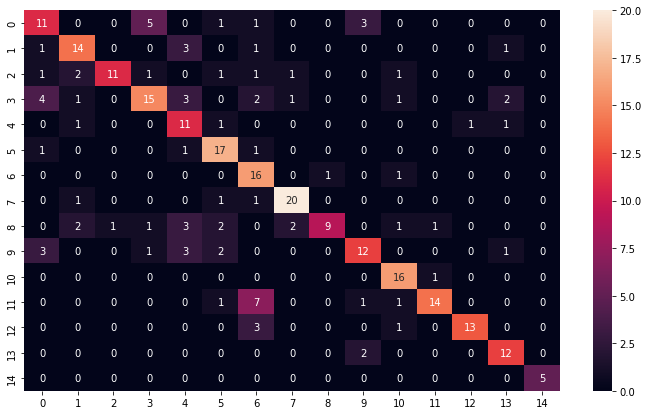 0 11 0 0 5 0 1 1 0 0 3 0 0 0 0 0
1 1 14 0 0 3 0 1 0 0 0 0 0 0 1 0
2 1 2 11 1 0 1 1 1 0 0 1 0 0 0 0
3 4 1 0 15 3 0 2 1 0 0 1 0 0 2 0
4 0 1 0 0 11 1 0 0 0 0 0 0 1 1 0
5 1 0 0 0 1 17 1 0 0 0 0 0 0 0 0
6 0 0 0 0 0 0 16 0 1 0 1 0 0 0 0
7 0 1 0 0 0 1 1 20 0 0 0 0 0 0 0
8 0 2 1 1 3 2 0 2 9 0 1 1 0 0 0
9 3 0 0 1 3 2 0 0 0 12 0 0 0 1 0
10 0 0 0 0 0 0 0 0 0 0 16 1 0 0 0
11 0 0 0 0 0 1 7 0 0 1 1 14 0 0 0
12 0 0 0 0 0 0 3 0 0 0 1 0 13 0 0
13 0 0 0 0 0 0 0 0 0 2 0 0 0 12 0
14 0 0 0 0 0 0 0 0 0 0 0 0 0 0 5
0 1 2 3 4 5 6 7 8 9 10 11 12 13 14
20.0
17.5
15.0
12.5
10.0
7.5
5.0
2.5
0.0